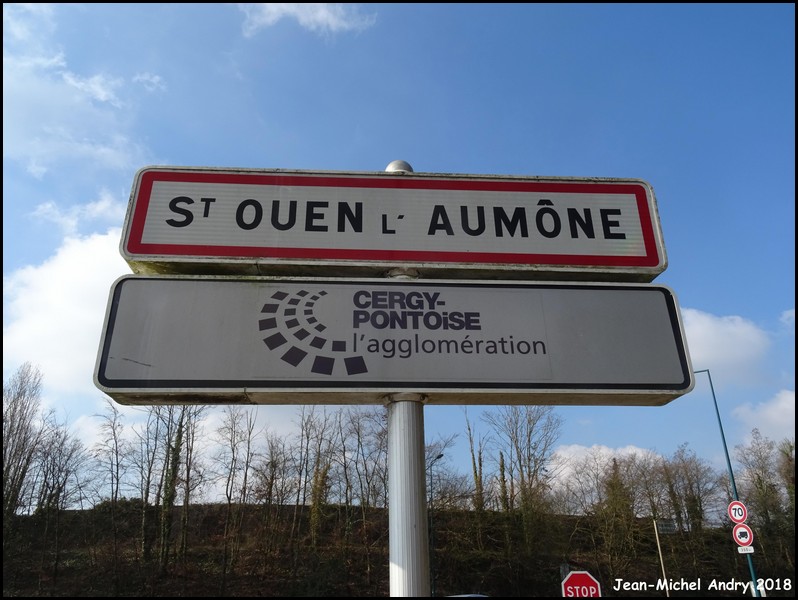 ST OUEN L' AUMÔNE
CERGY-
PONTOiSE
l'agglomération
70
STOP
Jean-Michel Andry 2018